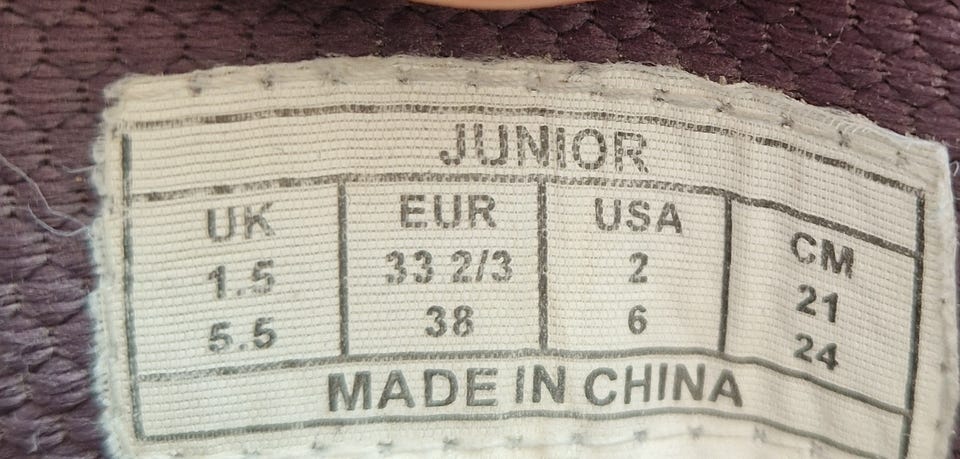 JUNIOR
UK EUR USA CM
1.5 33 2/3 2 21
5.5 38 6 24
MADE IN CHINA